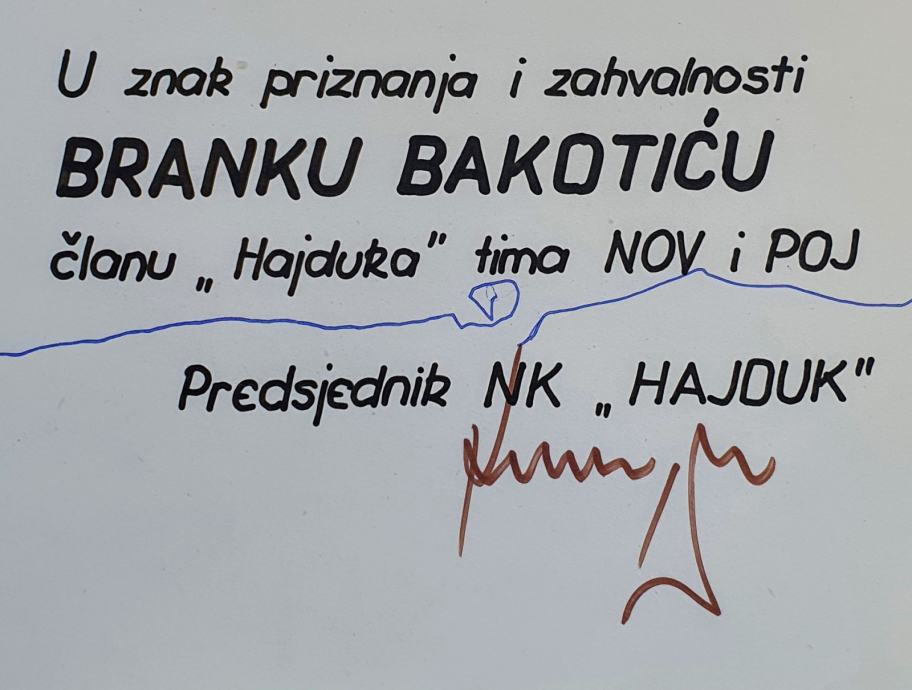 U znak priznanja i zahvalnosti
BRANKU BAKOTIĆU
članu „Hajduka" tima NOV i POJ
Predsjednik NK „HAJDUK"